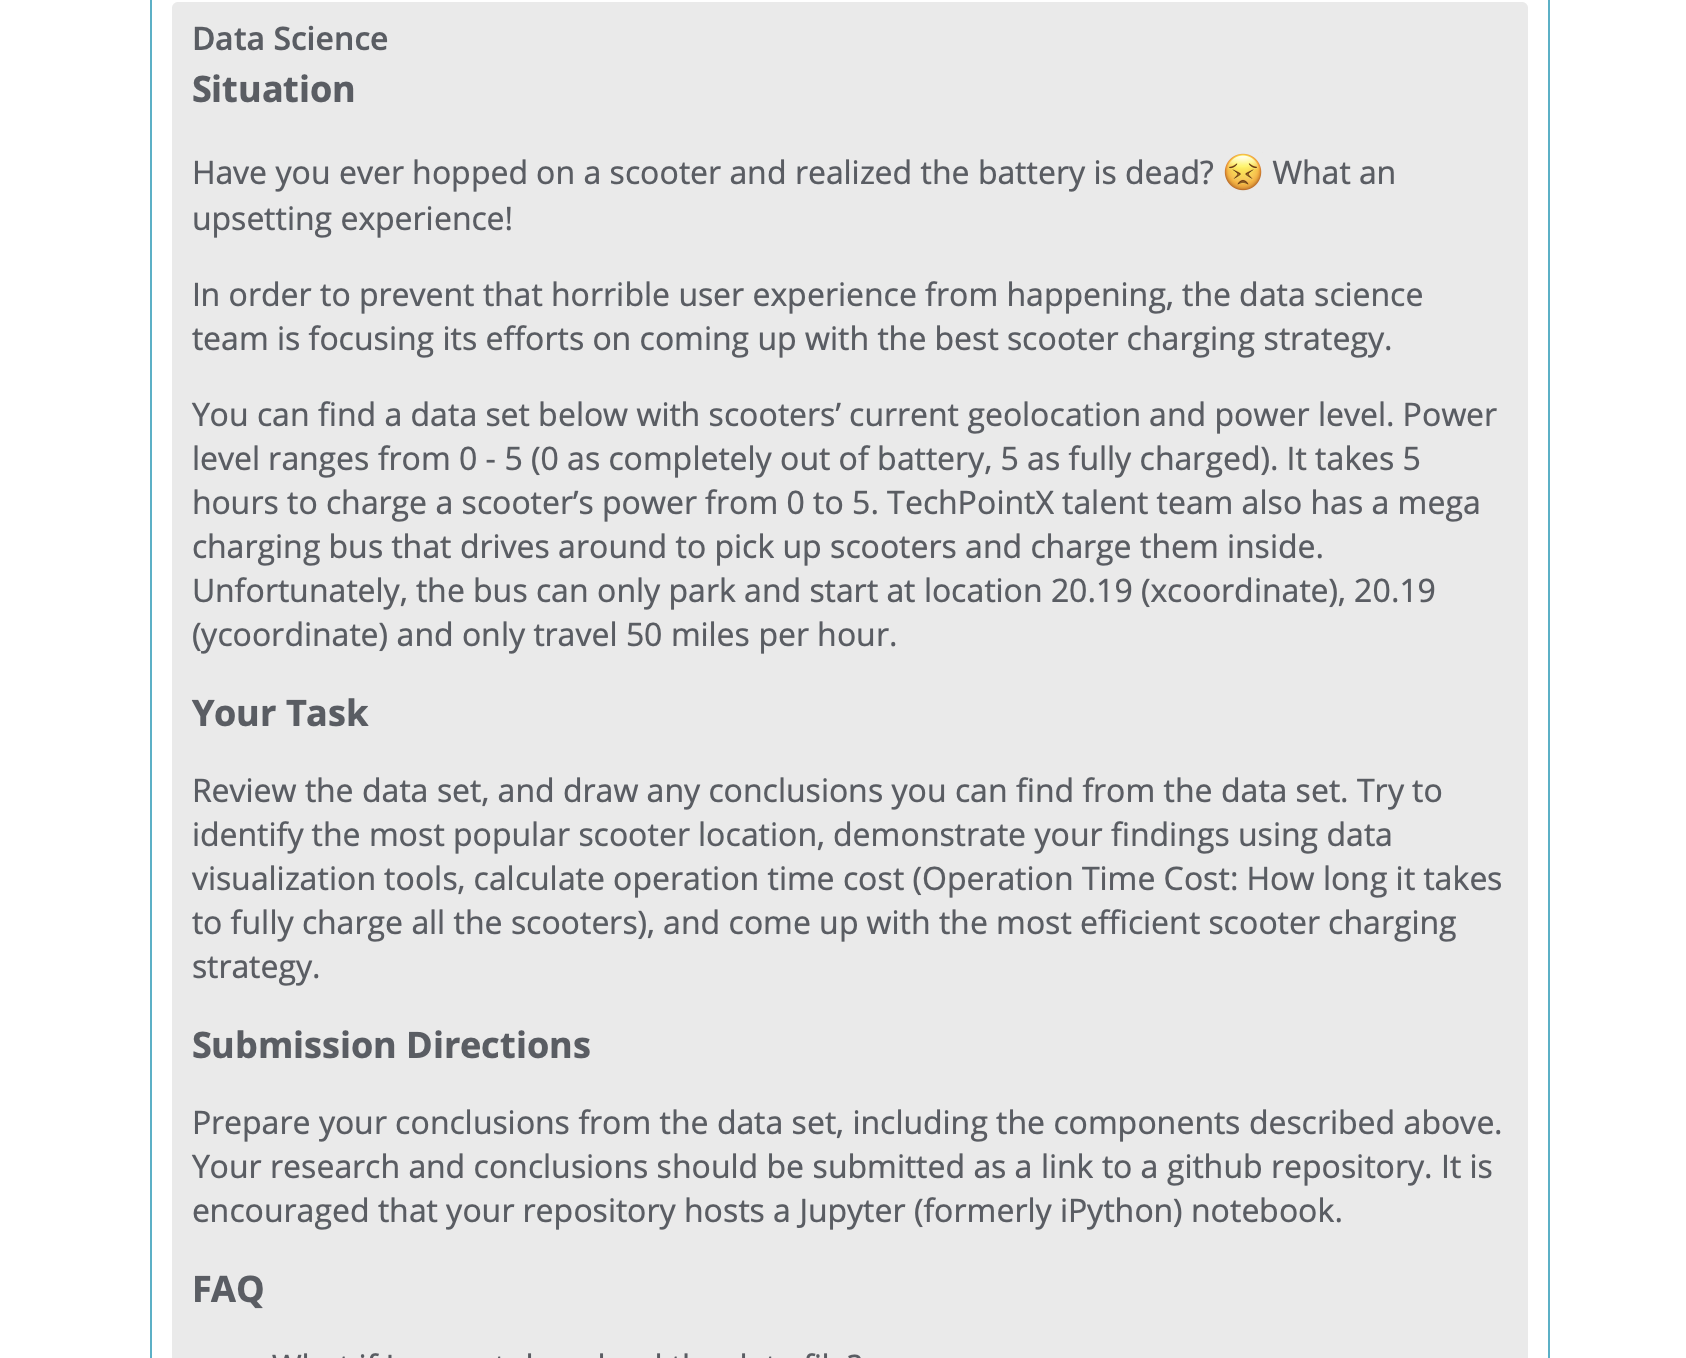 Data Science
Situation
Have you ever hopped on a scooter and realized the battery is dead? 😣 What an
upsetting experience!
In order to prevent that horrible user experience from happening, the data science
team is focusing its efforts on coming up with the best scooter charging strategy.
You can find a data set below with scooters’ current geolocation and power level. Power
level ranges from 0 - 5 (0 as completely out of battery, 5 as fully charged). It takes 5
hours to charge a scooter’s power from 0 to 5. TechPointX talent team also has a mega
charging bus that drives around to pick up scooters and charge them inside.
Unfortunately, the bus can only park and start at location 20.19 (xcoordinate), 20.19
(ycoordinate) and only travel 50 miles per hour.
Your Task
Review the data set, and draw any conclusions you can find from the data set. Try to
identify the most popular scooter location, demonstrate your findings using data
visualization tools, calculate operation time cost (Operation Time Cost: How long it takes
to fully charge all the scooters), and come up with the most efficient scooter charging
strategy.
Submission Directions
Prepare your conclusions from the data set, including the components described above.
Your research and conclusions should be submitted as a link to a github repository. It is
encouraged that your repository hosts a Jupyter (formerly iPython) notebook.
FAQ
What if I cannot download the data file?